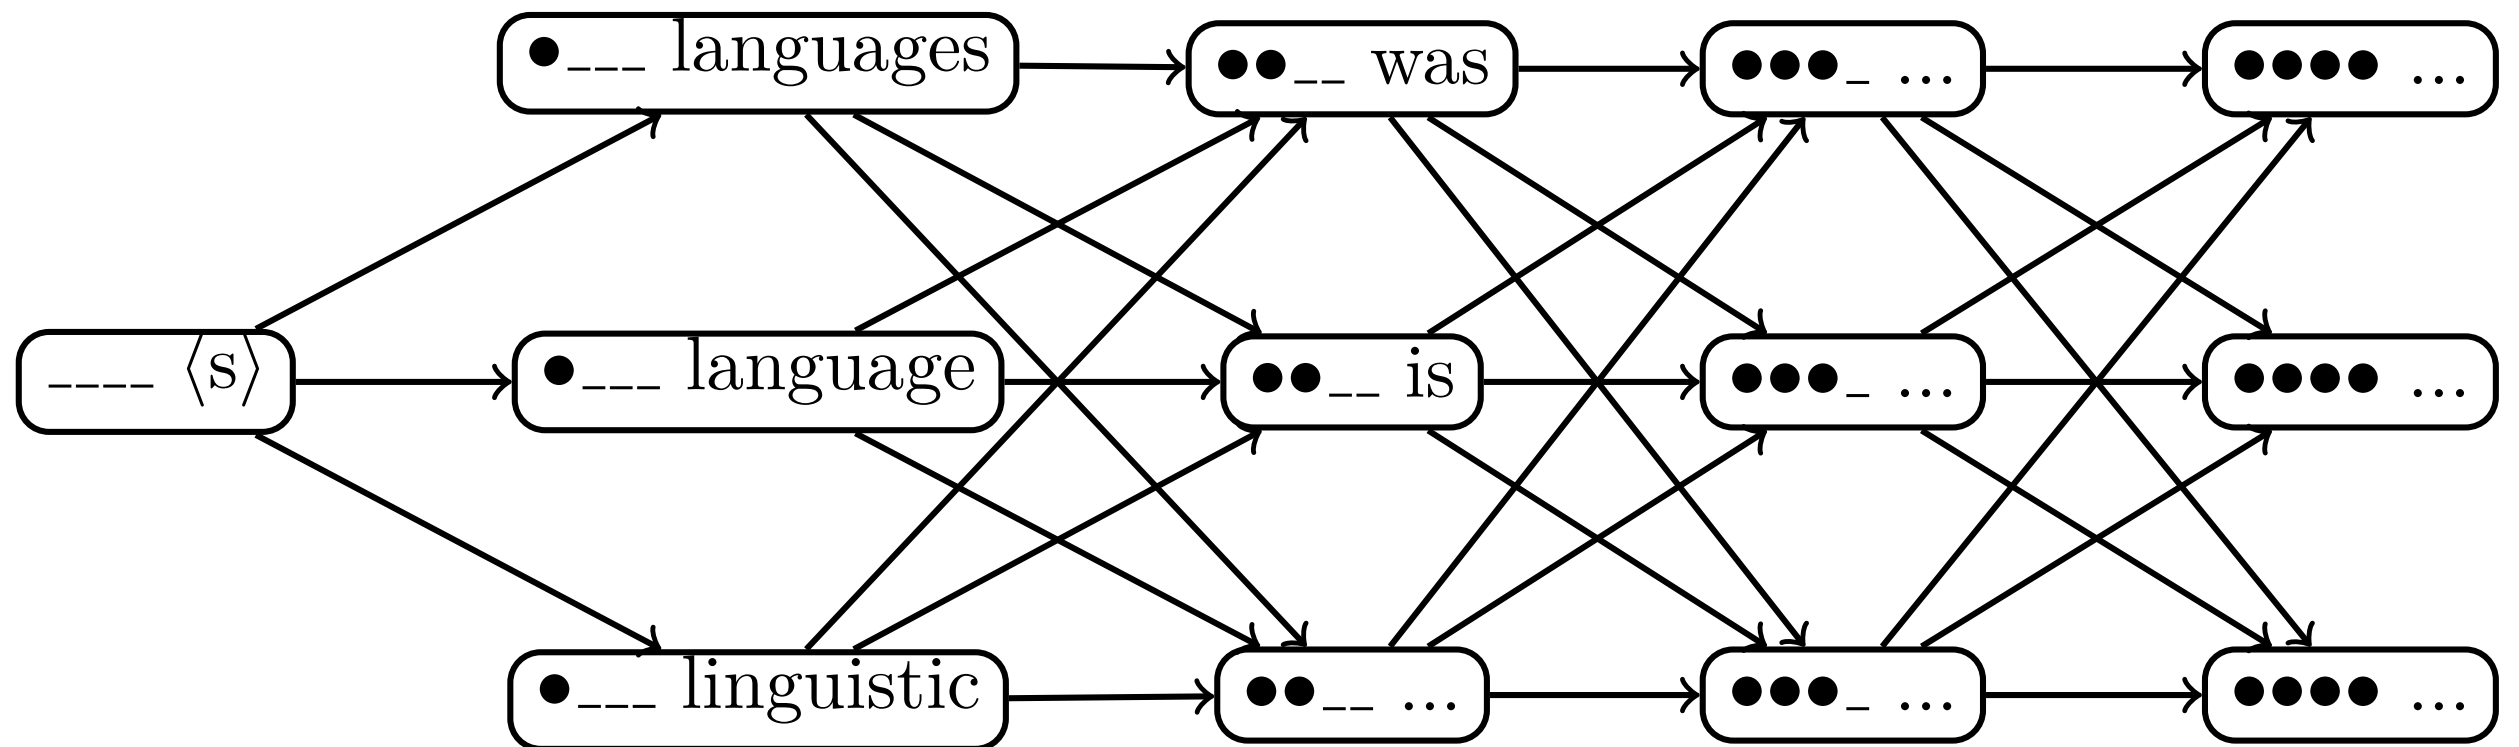 ●___ languages
●●__ was
●●●_ ...
●●●● ...
____⟨s⟩
●___ language
●●__ is
●●●_ ...
●●●● ...
●___ linguistic
●●__ ...
●●●_ ...
●●●● ...